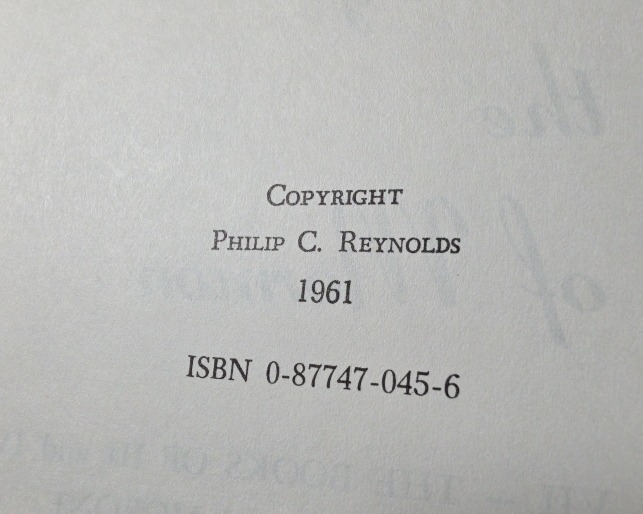 Copyright
Philip C. Reynolds
1961
ISBN 0-87747-045-6